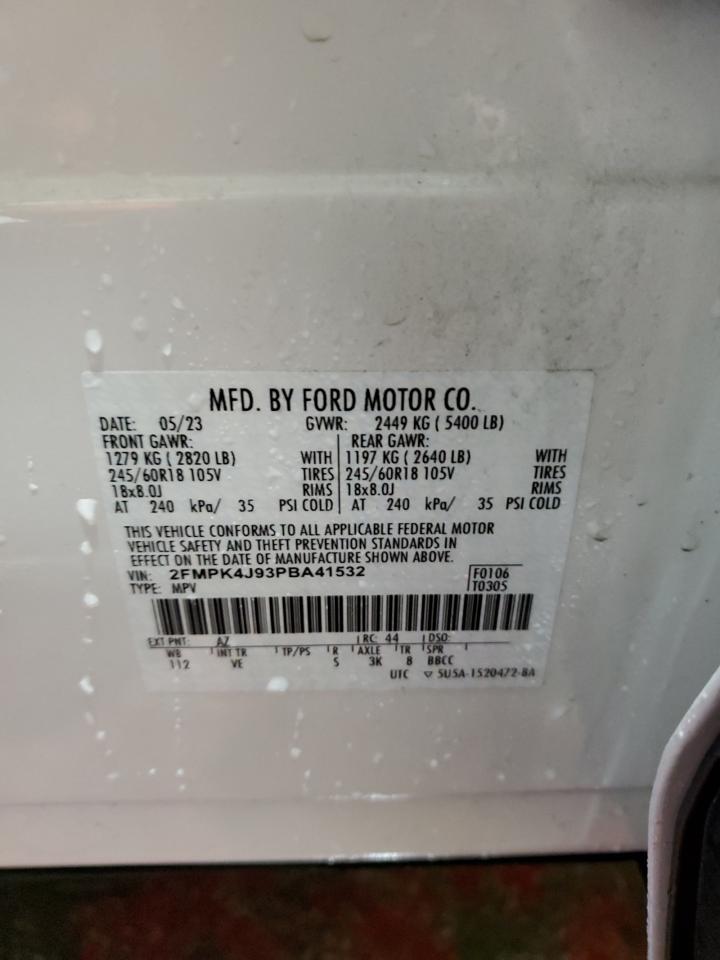 MFD. BY FORD MOTOR CO.
DATE: 05/23 GVWR: 2449 KG ( 5400 LB)
FRONT GAWR: REAR GAWR:
1279 KG ( 2820 LB) WITH 1197 KG ( 2640 LB) WITH
245/60R18 105V TIRES 245/60R18 105V TIRES
18x8.0J RIMS 18x8.0J RIMS
AT 240 kPa/ 35 PSI COLD AT 240 kPa/ 35 PSI COLD
THIS VEHICLE CONFORMS TO ALL APPLICABLE FEDERAL MOTOR
VEHICLE SAFETY AND THEFT PREVENTION STANDARDS IN
EFFECT ON THE DATE OF MANUFACTURE SHOWN ABOVE.
VIN: 2FMPK4J93PBA41532 F0106
TYPE: MPV T0305
EXT PNT: AZ RC: 44 DSO:
WB INT TR TP/PS R AXLE TR SPR
112 VE S 3K 8 BBCC
UTC ▽ 5U5A-1520472-BA